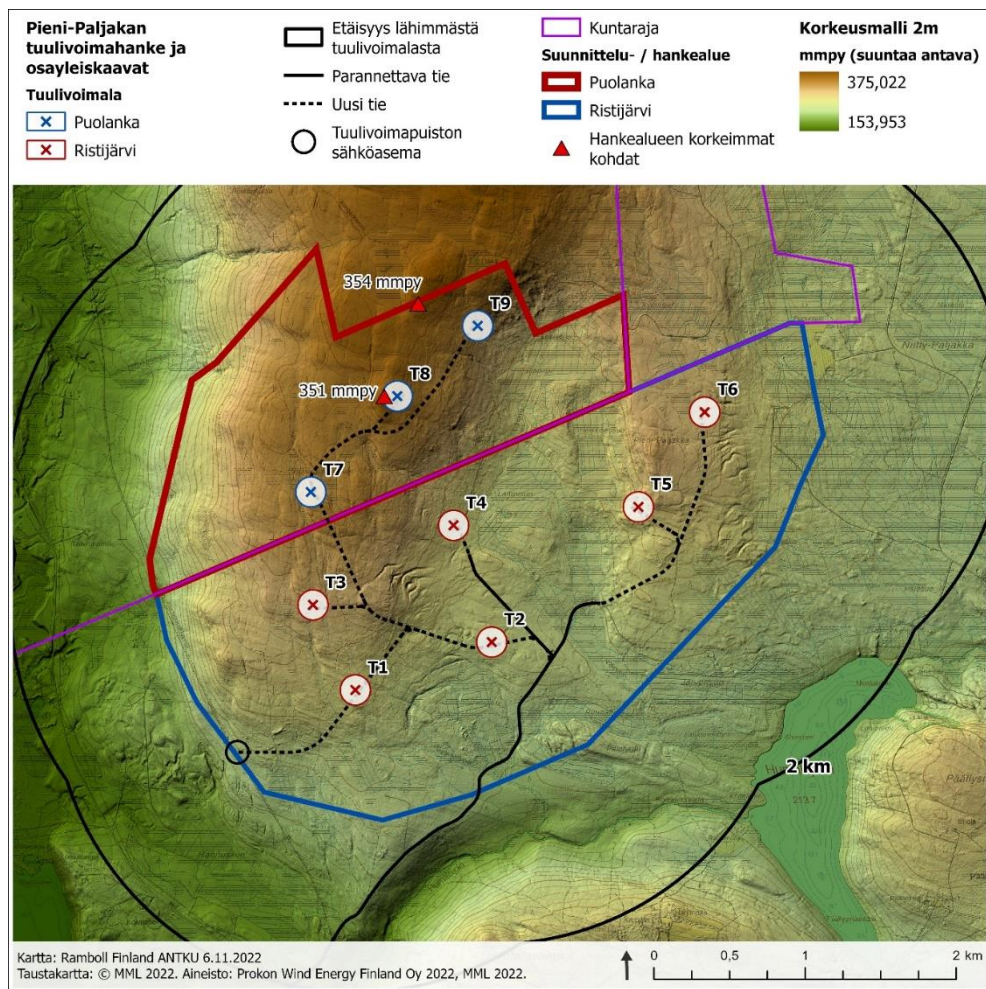 Pieni-Paljakan
tuulivoimahanke ja
osayleiskaavat
Tuulivoimala
Puolanka
Ristijärvi
Etäisyys lähimmästä
tuulivoimalasta
Parannettava tie
Uusi tie
Tuulivoimapuiston
sähköasema
Kuntaraja
Suunnittelu- / hankealue
Puolanka
Ristijärvi
Hankealueen korkeimmat
kohdat
Korkeusmalli 2m
mmpy (suuntaa antava)
375,022
153,953
354 mmpy
T9
351 mmpy
T8
T6
T7
T4
T5
T3
T2
T1
2 km
213.7
Kartta: Ramboll Finland ANTKU 6.11.2022
Taustakartta: © MML 2022. Aineisto: Prokon Wind Energy Finland Oy 2022, MML 2022.
0 0,5 1 2 km